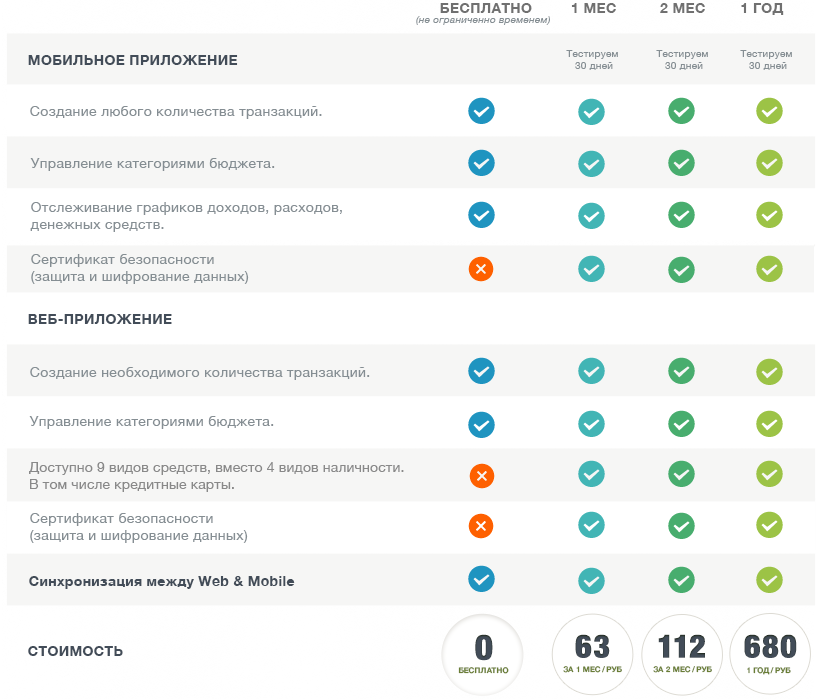 БЕСПЛАТНО 1 МЕС 2 МЕС 1 ГОД
(не ограниченно временем)
МОБИЛЬНОЕ ПРИЛОЖЕНИЕ
Тестируем Тестируем Тестируем
30 дней 30 дней 30 дней
Создание любого количества транзакций.
Управление категориями бюджета.
Отслеживание графиков доходов, расходов,
денежных средств.
Сертификат безопасности
(защита и шифрование данных)
ВЕБ-ПРИЛОЖЕНИЕ
Создание необходимого количества транзакций.
Управление категориями бюджета.
Доступно 9 видов средств, вместо 4 видов наличности.
В том числе кредитные карты.
Сертификат безопасности
(защита и шифрование данных)
Синхронизация между Web & Mobile
СТОИМОСТЬ 0 63 112 680
БЕСПЛАТНО ЗА 1 МЕС / РУБ ЗА 2 МЕС / РУБ 1 ГОД / РУБ